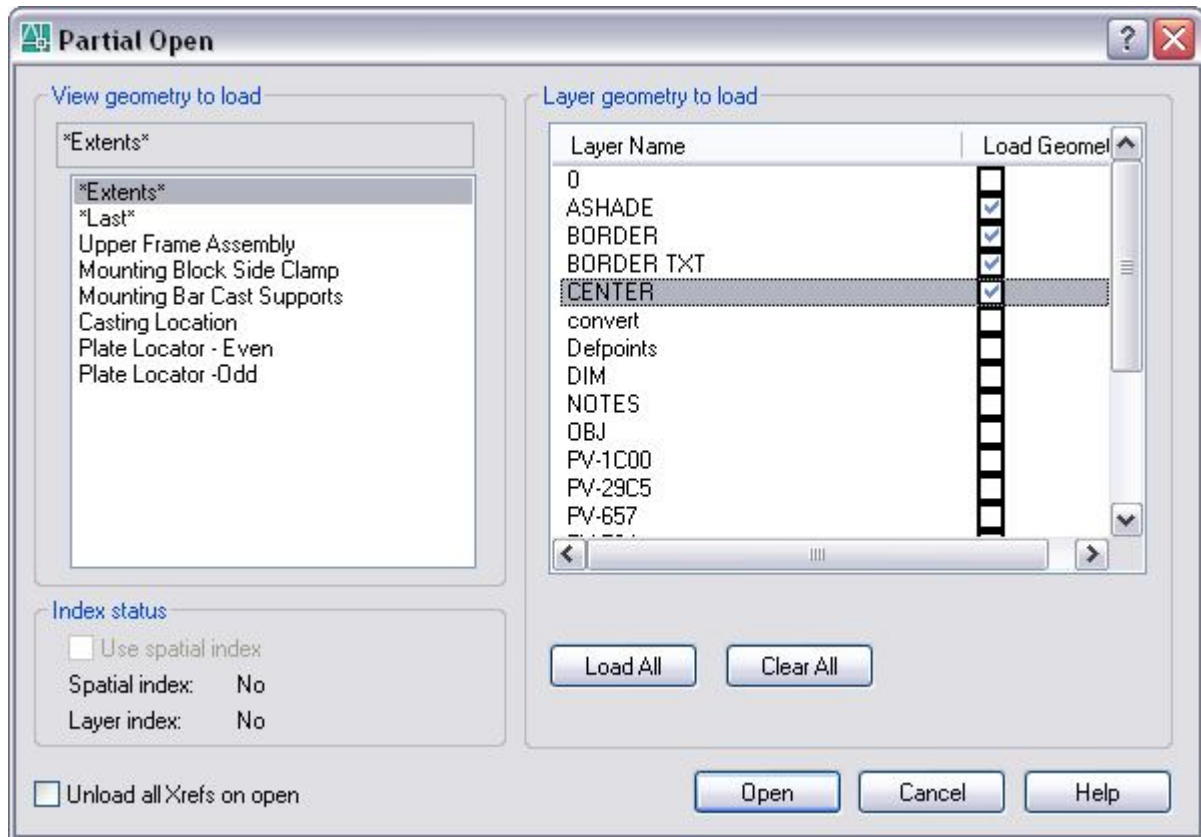 Partial Open
View geometry to load
*Extents*
*Extents*
*Last*
Upper Frame Assembly
Mounting Block Side Clamp
Mounting Bar Cast Supports
Casting Location
Plate Locator - Even
Plate Locator -Odd
Index status
Use spatial index
Spatial index: No
Layer index: No
Unload all Xrefs on open
Layer geometry to load
Layer Name Load Geomet
0
ASHADE
BORDER
BORDER TXT
CENTER
convert
Defpoints
DIM
NOTES
OBJ
PV-1C00
PV-29C5
PV-657
Load All Clear All
Open Cancel Help